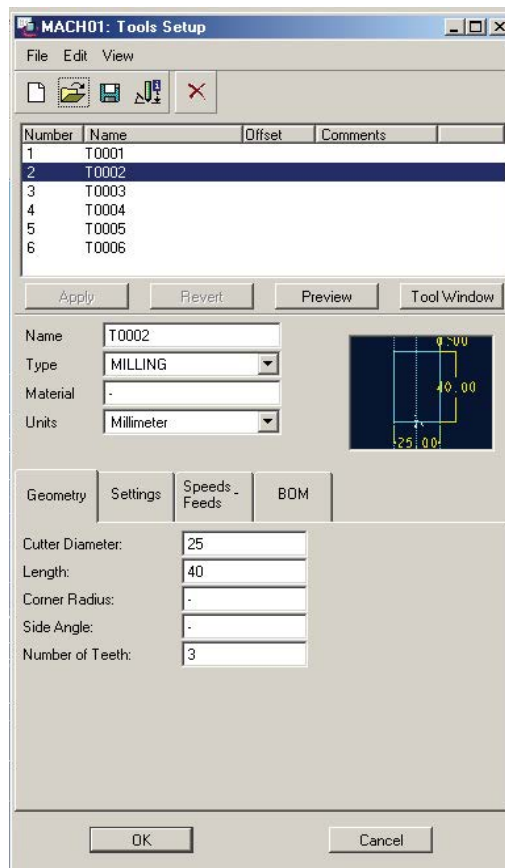 MACH01: Tools Setup
File Edit View
Number Name Offset Comments
1 T0001
2 T0002
3 T0003
4 T0004
5 T0005
6 T0006
Apply Revert Preview Tool Window
Name T0002
Type MILLING
Material -
Units Millimeter
40.00
25.00
Geometry Settings Speeds - Feeds BOM
Cutter Diameter: 25
Length: 40
Corner Radius: -
Side Angle: -
Number of Teeth: 3
OK Cancel